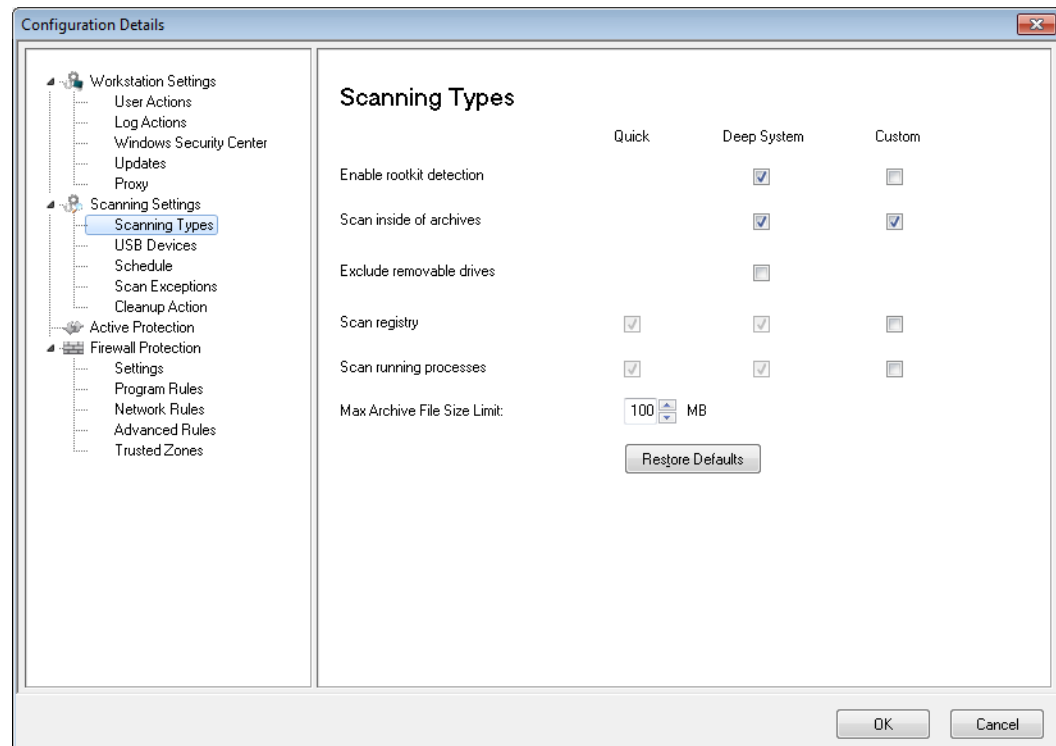 Configuration Details
Workstation Settings
User Actions
Log Actions
Windows Security Center
Updates
Proxy
Scanning Settings
Scanning Types
USB Devices
Schedule
Scan Exceptions
Cleanup Action
Active Protection
Firewall Protection
Settings
Program Rules
Network Rules
Advanced Rules
Trusted Zones
Scanning Types
Quick Deep System Custom
Enable rootkit detection
Scan inside of archives
Exclude removable drives
Scan registry
Scan running processes
Max Archive File Size Limit: 100 MB
Restore Defaults
OK Cancel